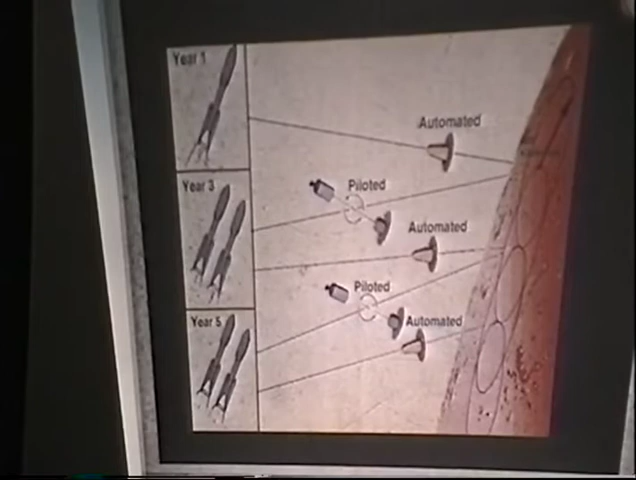 Year 1
Automated
Year 3
Piloted
Automated
Piloted
Year 5
Automated